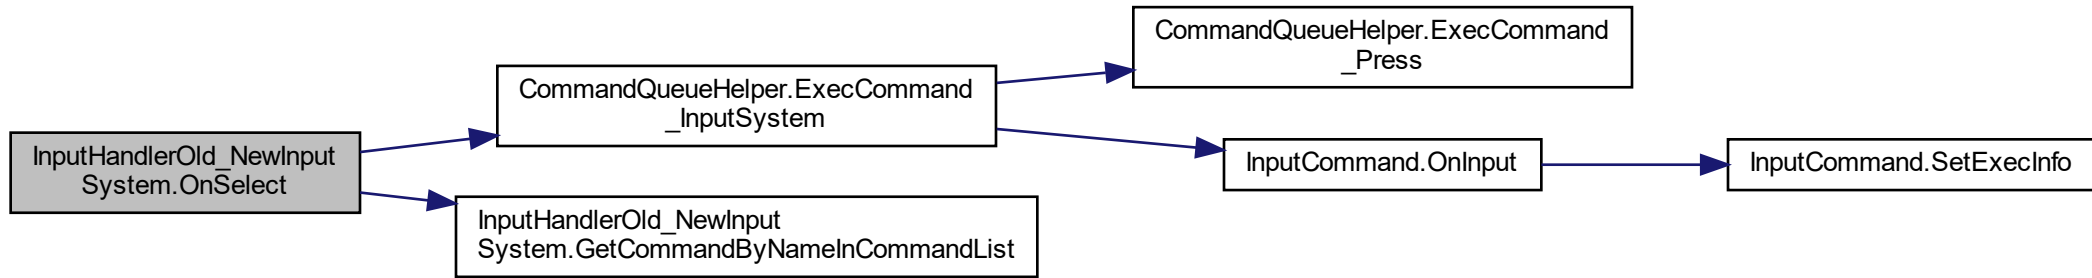 InputHandlerOld_NewInput
System.OnSelect
CommandQueueHelper.ExecCommand
_InputSystem
CommandQueueHelper.ExecCommand
_Press
InputCommand.OnInput
InputCommand.SetExecInfo
InputHandlerOld_NewInput
System.GetCommandByNameInCommandList